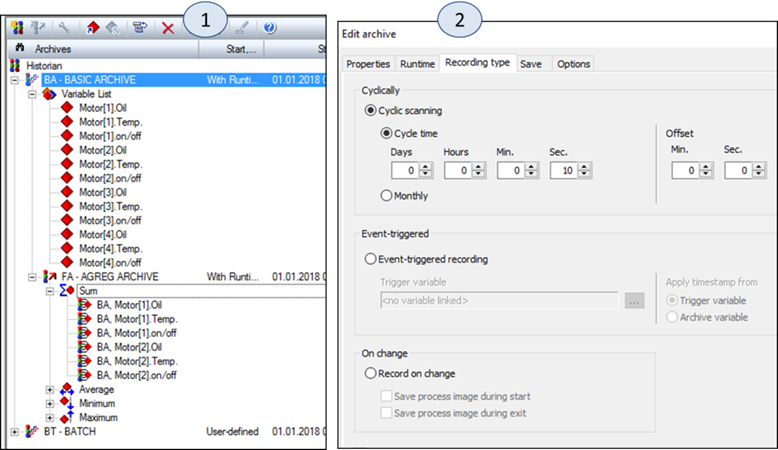 1
Archives Start,... St
Historian
BA - BASIC ARCHIVE With Runti... 01.01.2018 0
Variable List
Motor[1].Oil
Motor[1].Temp.
Motor[1].on/off
Motor[2].Oil
Motor[2].Temp.
Motor[2].on/off
Motor[3].Oil
Motor[3].Temp.
Motor[3].on/off
Motor[4].Oil
Motor[4].Temp.
Motor[4].on/off
FA - AGREG ARCHIVE With Runti... 01.01.2018 0
Sum
BA, Motor[1].Oil
BA, Motor[1].Temp.
BA, Motor[1].on/off
BA, Motor[2].Oil
BA, Motor[2].Temp.
BA, Motor[2].on/off
Average
Minimum
Maximum
BT - BATCH User-defined 01.01.2018 0
2
Edit archive
Properties Runtime Recording type Save Options
Cyclically
Cyclic scanning
Cycle time Offset
Days Hours Min. Sec. Min. Sec.
0 0 0 10 0 0
Monthly
Event-triggered
Event-triggered recording
Trigger variable Apply timestamp from
<no variable linked> ... Trigger variable
Archive variable
On change
Record on change
Save process image during start
Save process image during exit